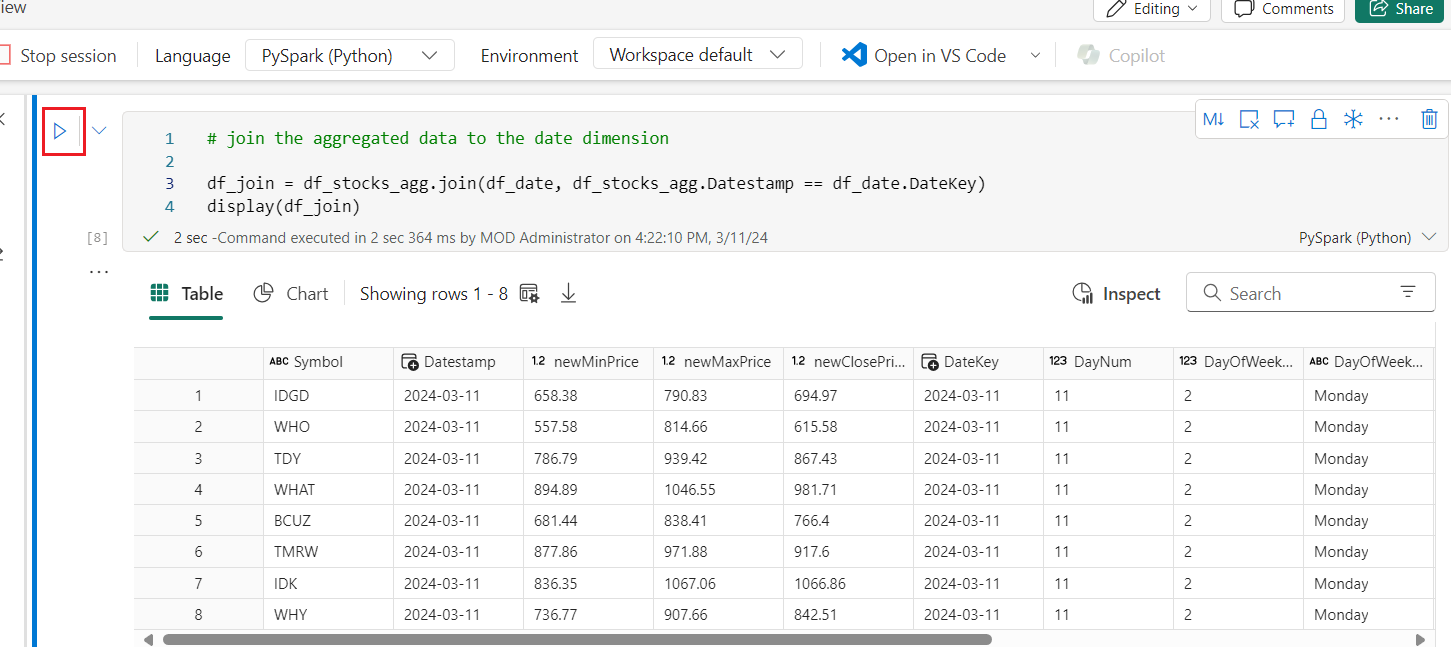 iew
Editing Comments Share
Stop session Language PySpark (Python) Environment Workspace default Open in VS Code Copilot
M↓ ...
1 # join the aggregated data to the date dimension
2
3 df_join = df_stocks_agg.join(df_date, df_stocks_agg.Datestamp == df_date.DateKey)
4 display(df_join)
[8] 2 sec -Command executed in 2 sec 364 ms by MOD Administrator on 4:22:10 PM, 3/11/24 PySpark (Python)
...
Table Chart Showing rows 1 - 8 Inspect Search
ABC Symbol Datestamp 1.2 newMinPrice 1.2 newMaxPrice 1.2 newClosePri... DateKey 123 DayNum 123 DayOfWeek... ABC DayOfWeek...
1 IDGD 2024-03-11 658.38 790.83 694.97 2024-03-11 11 2 Monday
2 WHO 2024-03-11 557.58 814.66 615.58 2024-03-11 11 2 Monday
3 TDY 2024-03-11 786.79 939.42 867.43 2024-03-11 11 2 Monday
4 WHAT 2024-03-11 894.89 1046.55 981.71 2024-03-11 11 2 Monday
5 BCUZ 2024-03-11 681.44 838.41 766.4 2024-03-11 11 2 Monday
6 TMRW 2024-03-11 877.86 971.88 917.6 2024-03-11 11 2 Monday
7 IDK 2024-03-11 836.35 1067.06 1066.86 2024-03-11 11 2 Monday
8 WHY 2024-03-11 736.77 907.66 842.51 2024-03-11 11 2 Monday